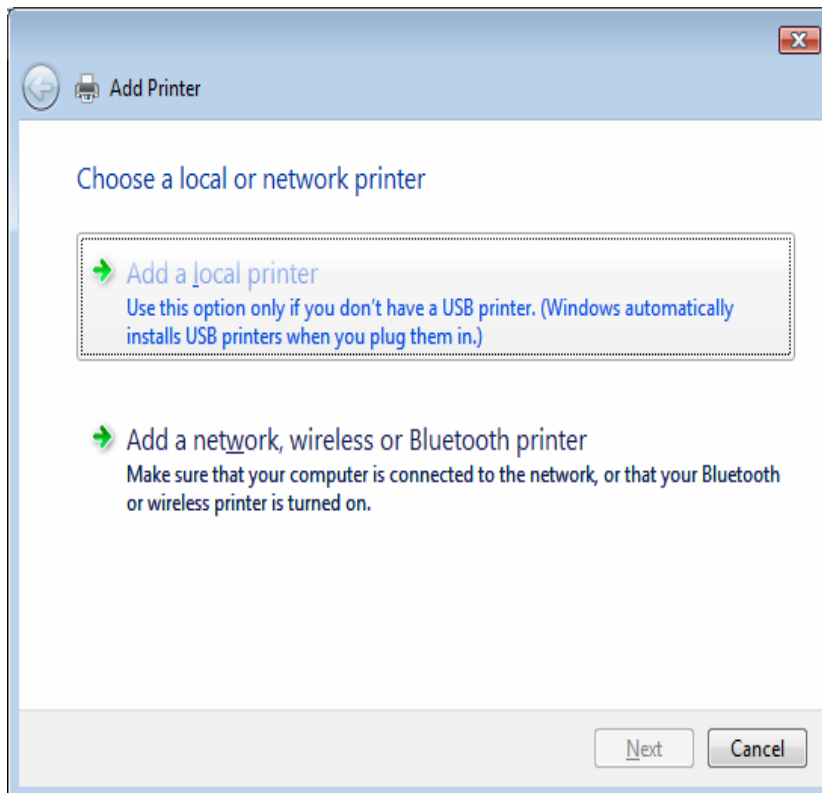 Add Printer
Choose a local or network printer
Add a local printer
Use this option only if you don't have a USB printer. (Windows automatically
installs USB printers when you plug them in.)
Add a network, wireless or Bluetooth printer
Make sure that your computer is connected to the network, or that your Bluetooth
or wireless printer is turned on.
Next
Cancel